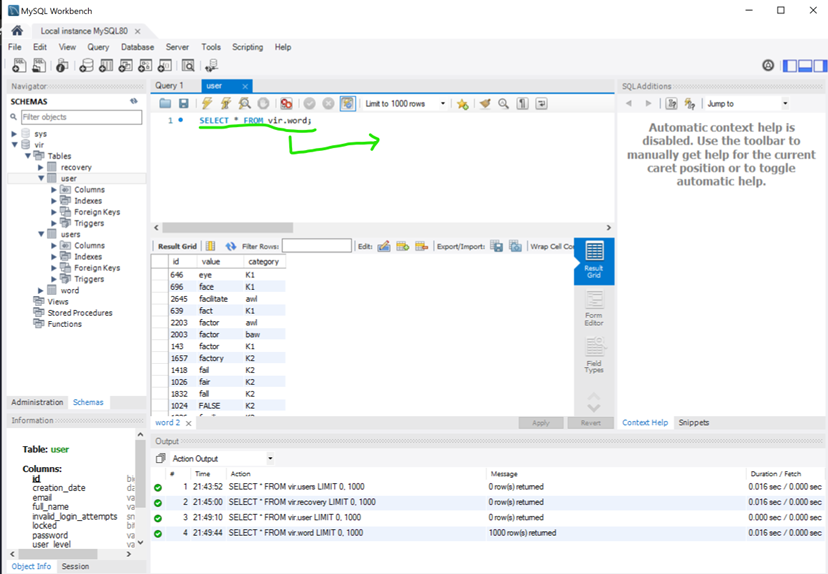 MySQL Workbench
Local instance MySQL80
File Edit View Query Database Server Tools Scripting Help
Navigator
SCHEMAS
Filter objects
sys
vir
Tables
recovery
user
Columns
Indexes
Foreign Keys
Triggers
users
Columns
Indexes
Foreign Keys
Triggers
word
Views
Stored Procedures
Functions
Administration Schemas
Information
Table: user
Columns:
id bi
creation_date da
email va
full_name va
invalid_login_attempts sm
locked bit
password va
user_level va
Object Info Session
Query 1 user
Limit to 1000 rows
1 SELECT * FROM vir.word;
Result Grid Filter Rows: Edit: Export/Import: Wrap Cell Con
id value category
646 eye K1
696 face K1
2645 facilitate awl
639 fact K1
2203 factor awl
2003 factor baw
143 factor K1
1657 factory K2
1418 fail K2
1026 fair K2
1832 fall K2
1024 FALSE K2
Result Grid
Form Editor
Field Types
word 2 Apply Revert
SQLAdditions
Jump to
Automatic context help is
disabled. Use the toolbar to
manually get help for the current
caret position or to toggle
automatic help.
Context Help Snippets
Output
Action Output
# Time Action Message Duration / Fetch
1 21:43:52 SELECT * FROM vir.users LIMIT 0, 1000 0 row(s) returned 0.016 sec / 0.000 sec
2 21:45:00 SELECT * FROM vir.recovery LIMIT 0, 1000 0 row(s) returned 0.016 sec / 0.000 sec
3 21:49:10 SELECT * FROM vir.user LIMIT 0, 1000 0 row(s) returned 0.000 sec / 0.000 sec
4 21:49:44 SELECT * FROM vir.word LIMIT 0, 1000 1000 row(s) returned 0.016 sec / 0.000 sec